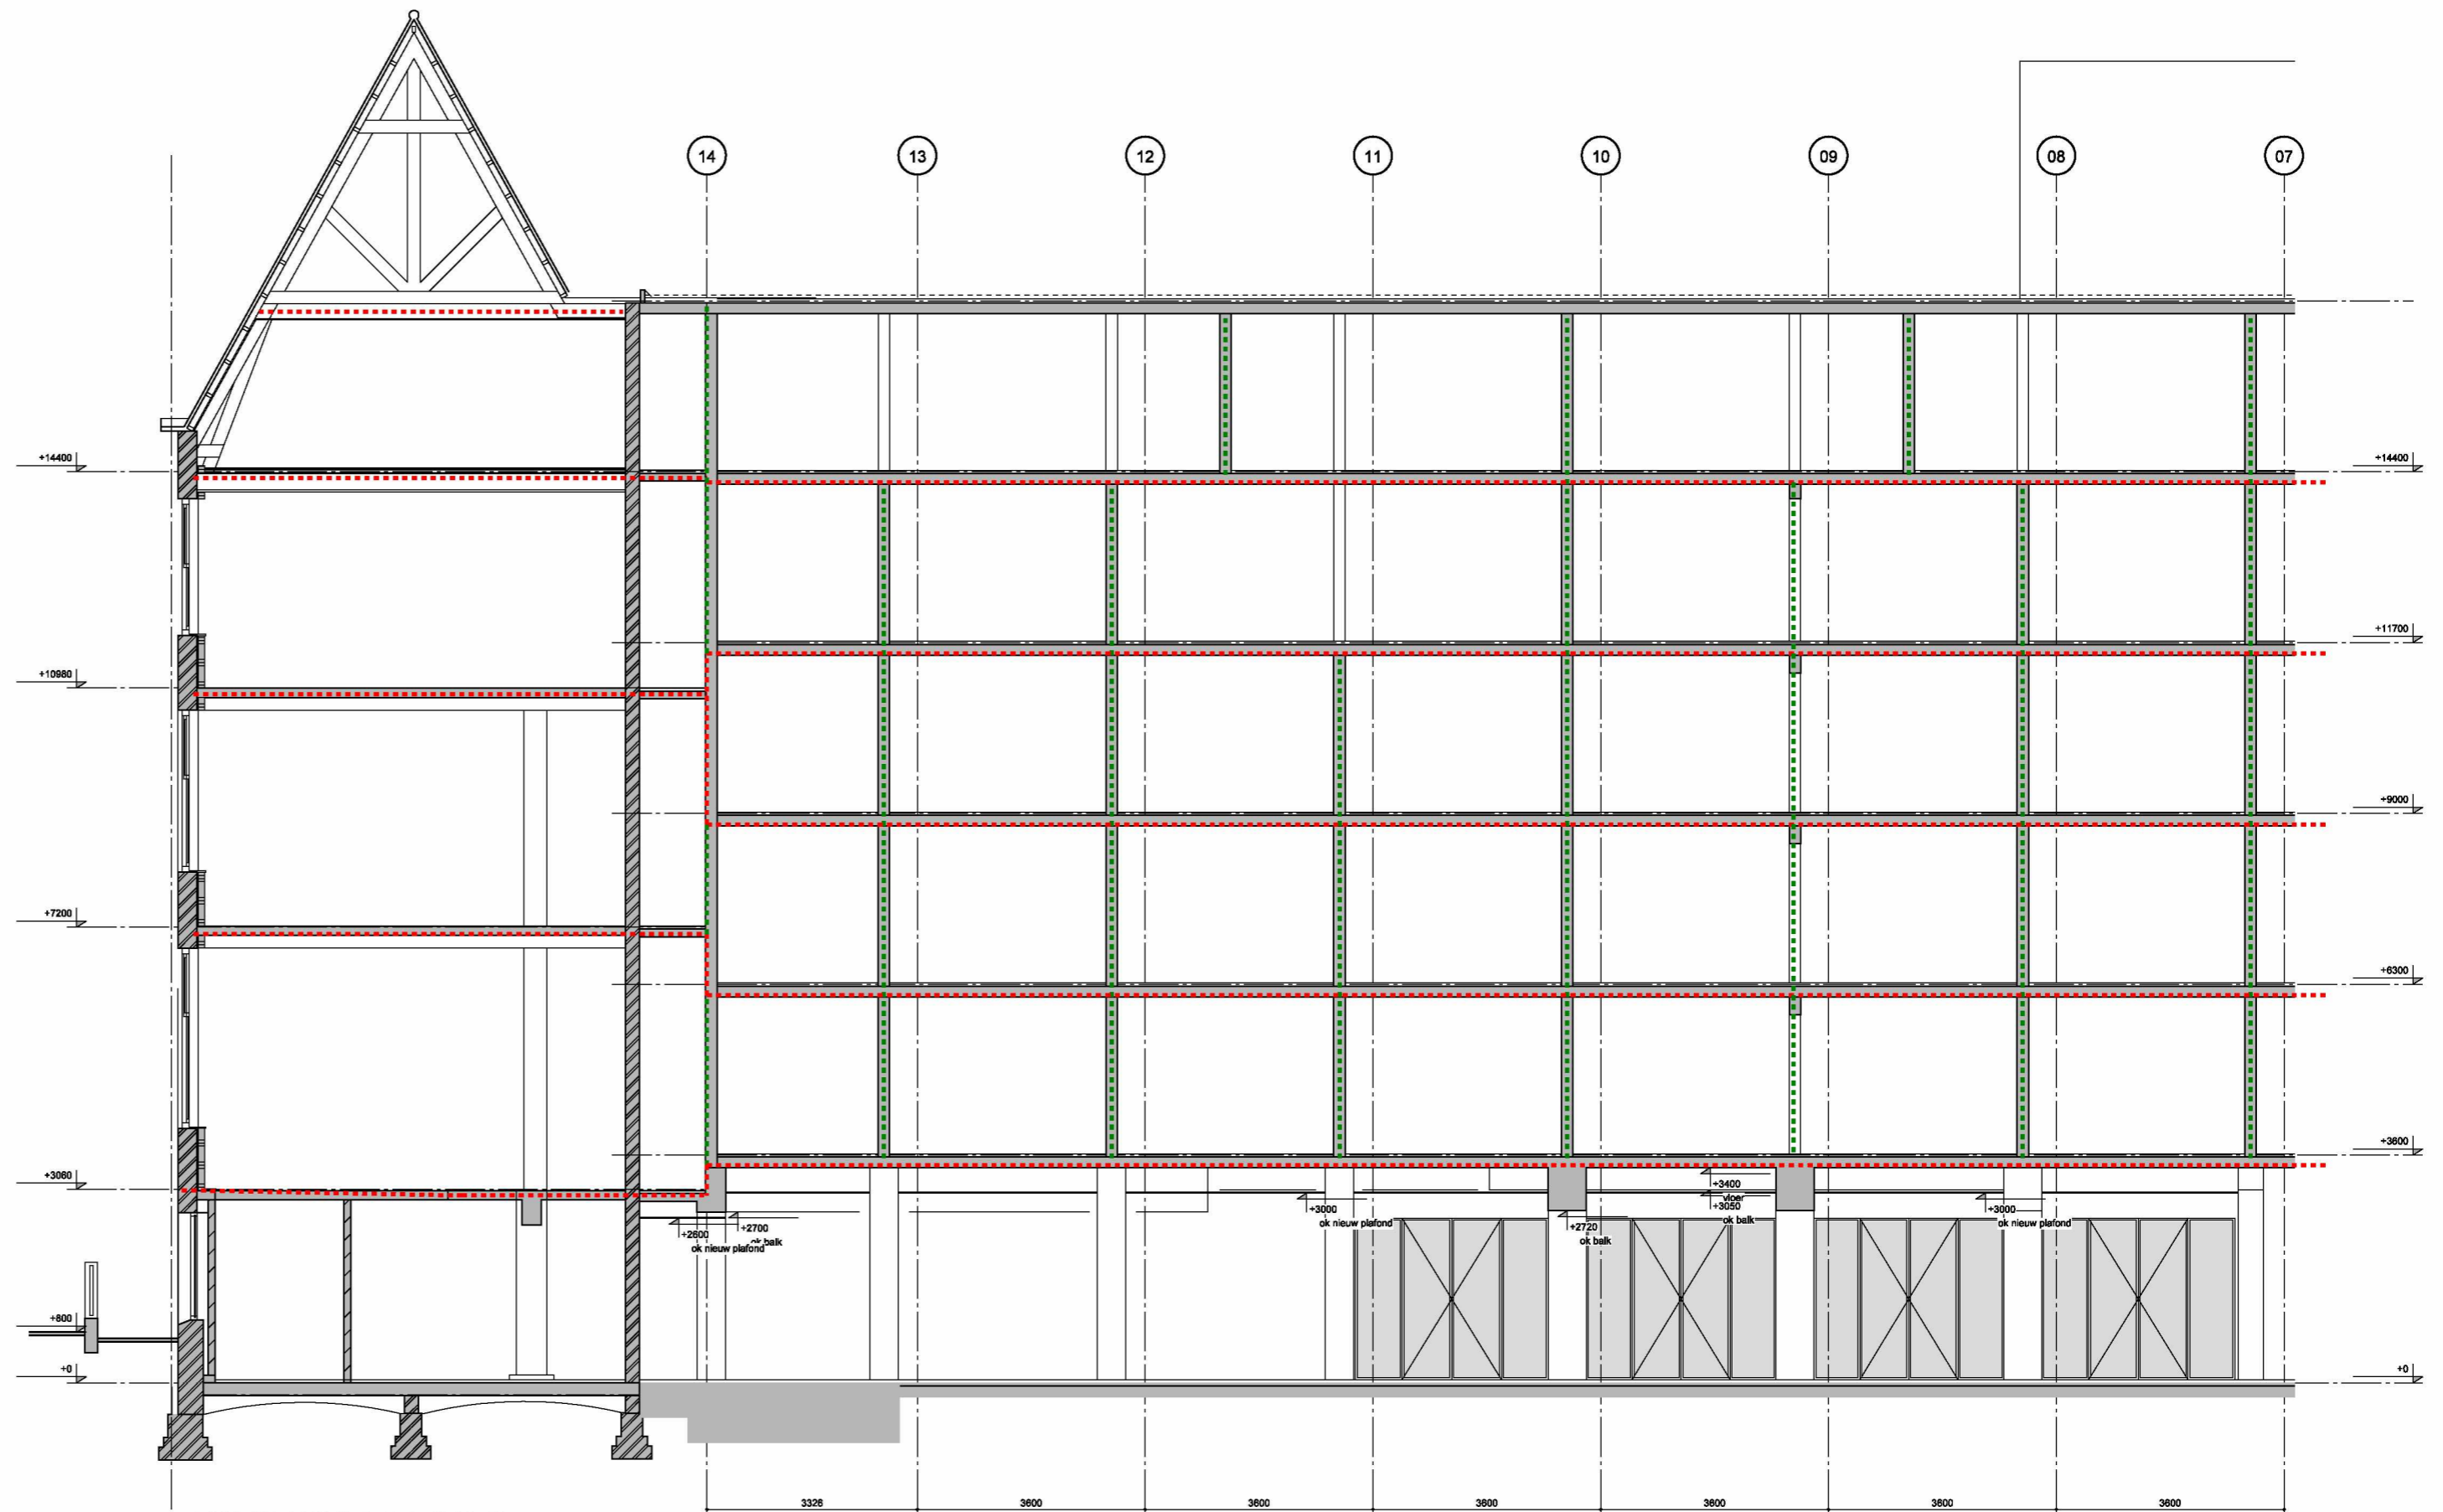 14 13 12 11 10 09 08 07
+14400 +14400
+11700
+10980
+9000
+7200
+6300
+3600
+3060
+3400
vloer
+3050
ok balk
+3000
ok nieuw plafond
+3000
ok nieuw plafond
+2700
ok balk
+2600
ok nieuw plafond
+2720
ok balk
+800
+0 +0
3326 3600 3600 3600 3600 3600 3600